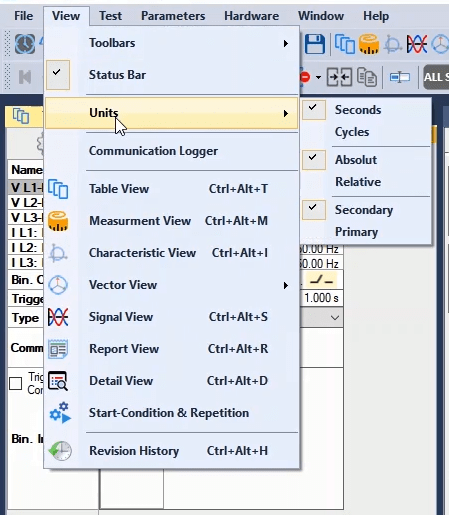 File View Test Parameters Hardware Window Help
Toolbars
Status Bar
ALL S
Units
Seconds
Cycles
Communication Logger
Absolut
Relative
Name
V L1-
Table View Ctrl+Alt+T
V L2-
Secondary
V L3-
Measurment View Ctrl+Alt+M
Primary
I L1:
I L2:
Characteristic View Ctrl+Alt+I
50.00 Hz
I L3:
50.00 Hz
Bin. O
Vector View
Trigge
1.000 s
Type
Signal View Ctrl+Alt+S
Comm
Report View Ctrl+Alt+R
Trig
Con
Detail View Ctrl+Alt+D
Start-Condition & Repetition
Bin. In
Revision History Ctrl+Alt+H